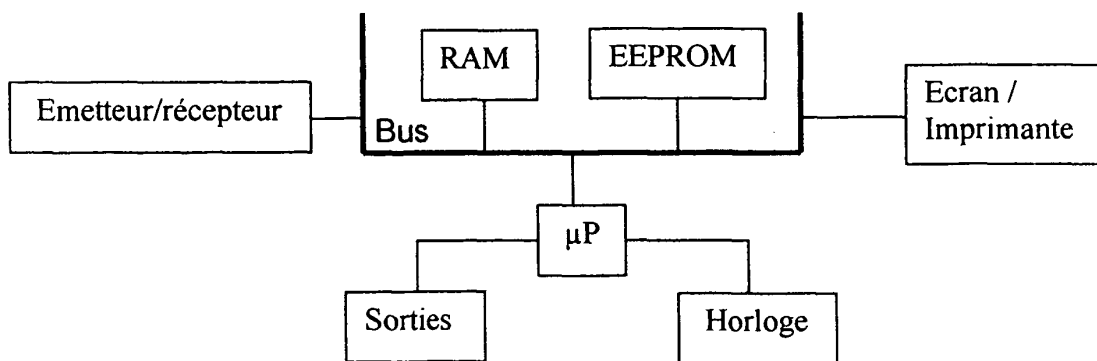 RAM
EEPROM
Emetteur/récepteur
Bus
Ecran /
Imprimante
µP
Sorties
Horloge